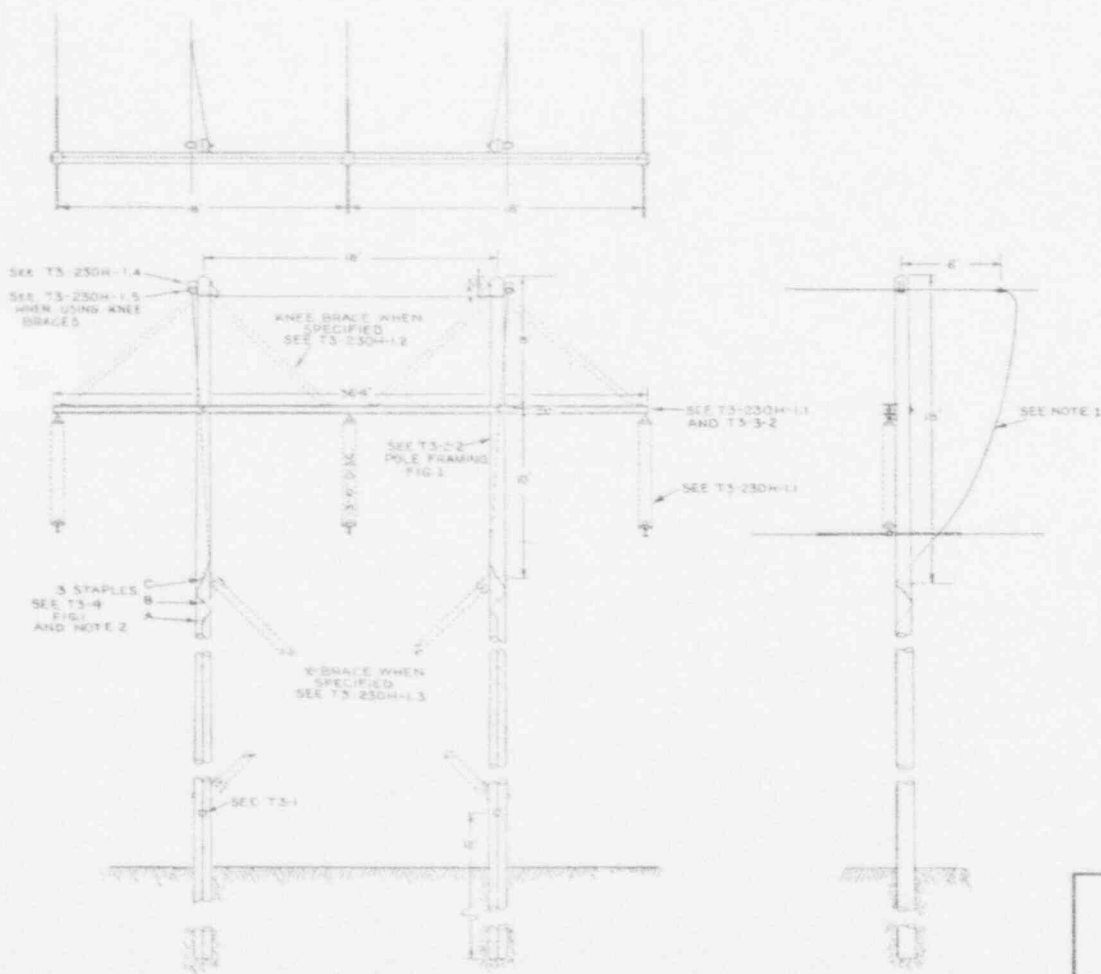 18'
SEE T3-230H-1.4
SEE T3-230H-1.5
WHEN USING KNEE
BRACES
KNEE BRACE WHEN
SPECIFIED
SEE T3-230H-1.2
6'
36'4"
SEE T3-230H-1.1
AND T3-3-2
SEE NOTE 1
SEE T3-2-2
POLE FRAMING
FIG. 1
SEE T3-230H-1.1
3 STAPLES
C
SEE T3-4
B
FIG. 1
AND NOTE 2
A
X-BRACE WHEN
SPECIFIED
SEE T3-230H-1.3
SEE T3-1